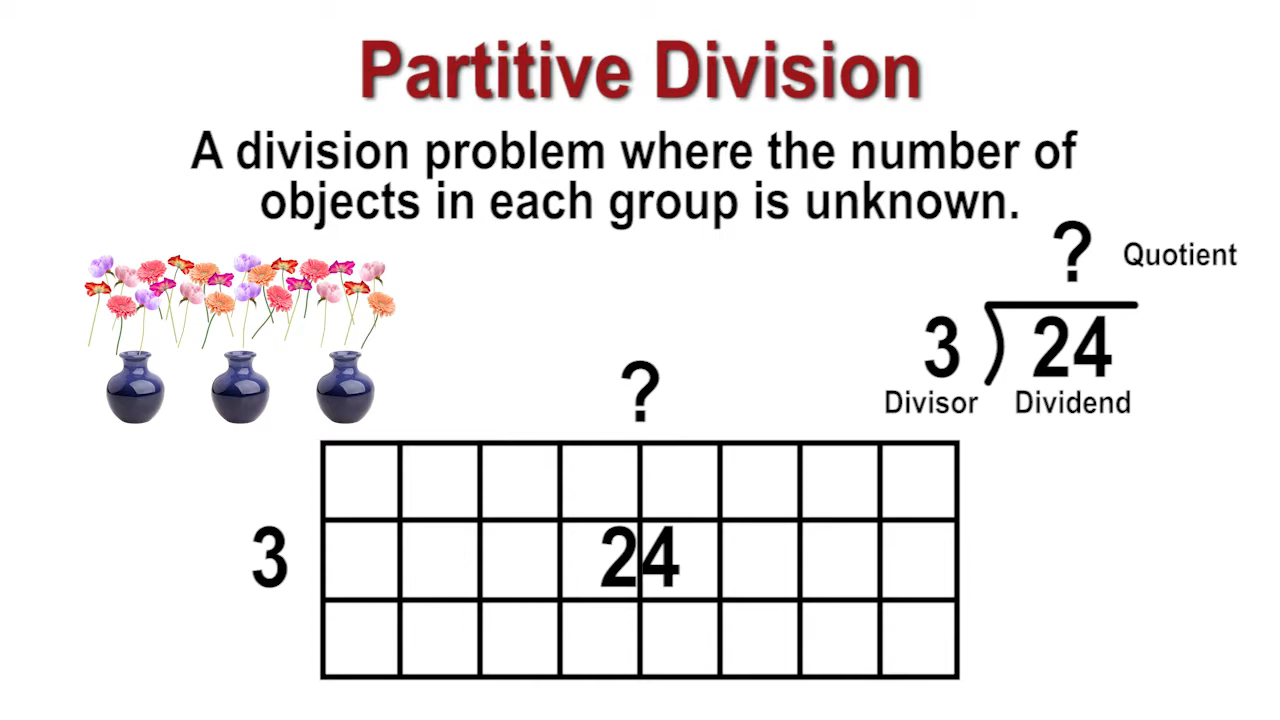 Partitive Division
A division problem where the number of
objects in each group is unknown.
? Quotient
3 24
Divisor Dividend
?
3 24